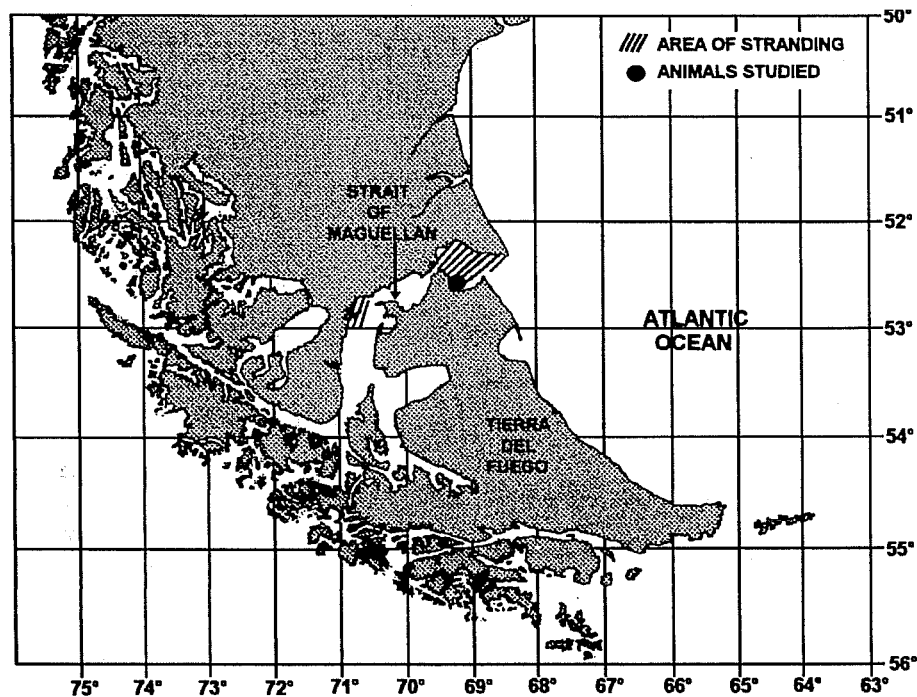 50°
AREA OF STRANDING
ANIMALS STUDIED
51°
STRAIT
OF
MAGUELLAN
52°
ATLANTIC
OCEAN
53°
TIERRA
DEL
FUEGO
54°
55°
56°
75° 74° 73° 72° 71° 70° 69° 68° 67° 66° 65° 64° 63°